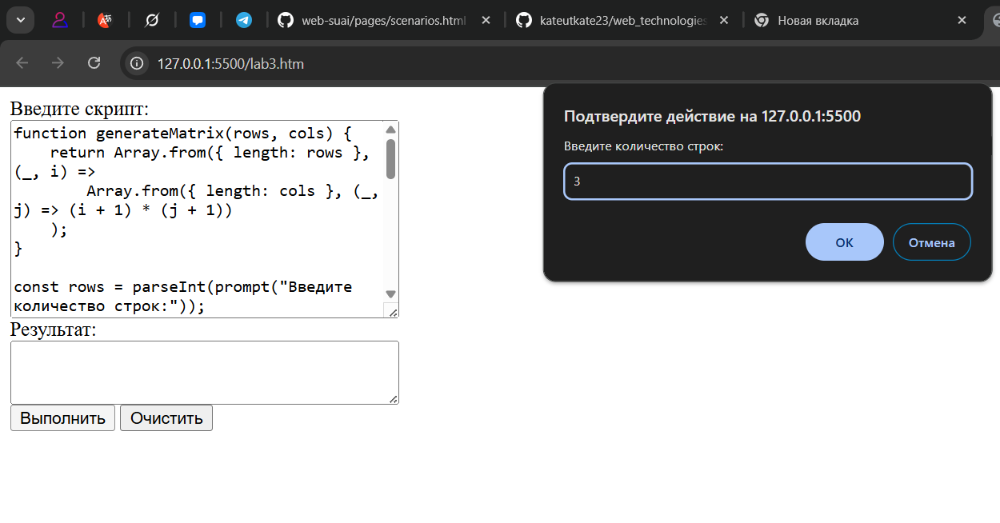 web-suai/pages/scenarios.html
kateutkate23/web_technologies
Новая вкладка
127.0.0.1:5500/lab3.htm
Введите скрипт:
function generateMatrix(rows, cols) {
    return Array.from({ length: rows },
(_, i) =>
        Array.from({ length: cols }, (_,
j) => (i + 1) * (j + 1))
    );
}
const rows = parseInt(prompt("Введите
количество строк:"));
Результат:
Выполнить Очистить
Подтвердите действие на 127.0.0.1:5500
Введите количество строк:
3
ОК Отмена